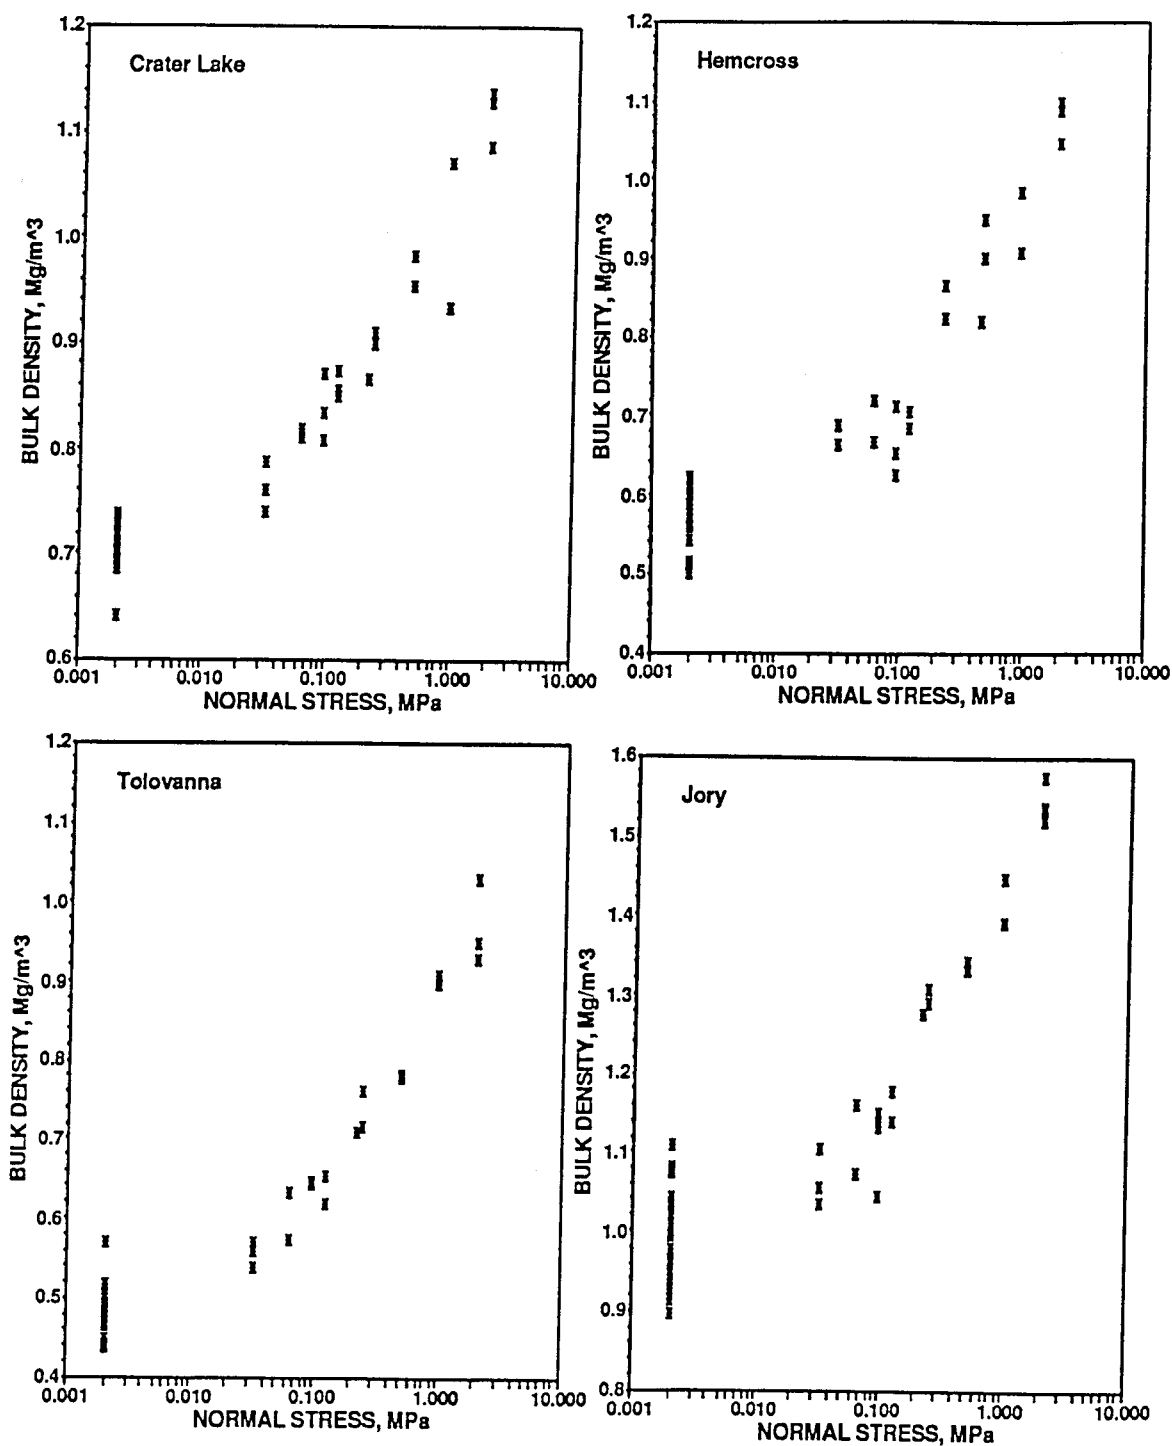 Crater Lake
1.2
1.1
1.0
0.9
0.8
0.7
0.6
BULK DENSITY, Mg/m^3
0.001 0.010 0.100 1.000 10.000
NORMAL STRESS, MPa
Hemcross
1.2
1.1
1.0
0.9
0.8
0.7
0.6
0.5
0.4
BULK DENSITY, Mg/m^3
0.001 0.010 0.100 1.000 10.000
NORMAL STRESS, MPa
Tolovanna
1.2
1.1
1.0
0.9
0.8
0.7
0.6
0.5
0.4
BULK DENSITY, Mg/m^3
0.001 0.010 0.100 1.000 10.000
NORMAL STRESS, MPa
Jory
1.6
1.5
1.4
1.3
1.2
1.1
1.0
0.9
0.8
BULK DENSITY, Mg/m^3
0.001 0.010 0.100 1.000 10.000
NORMAL STRESS, MPa